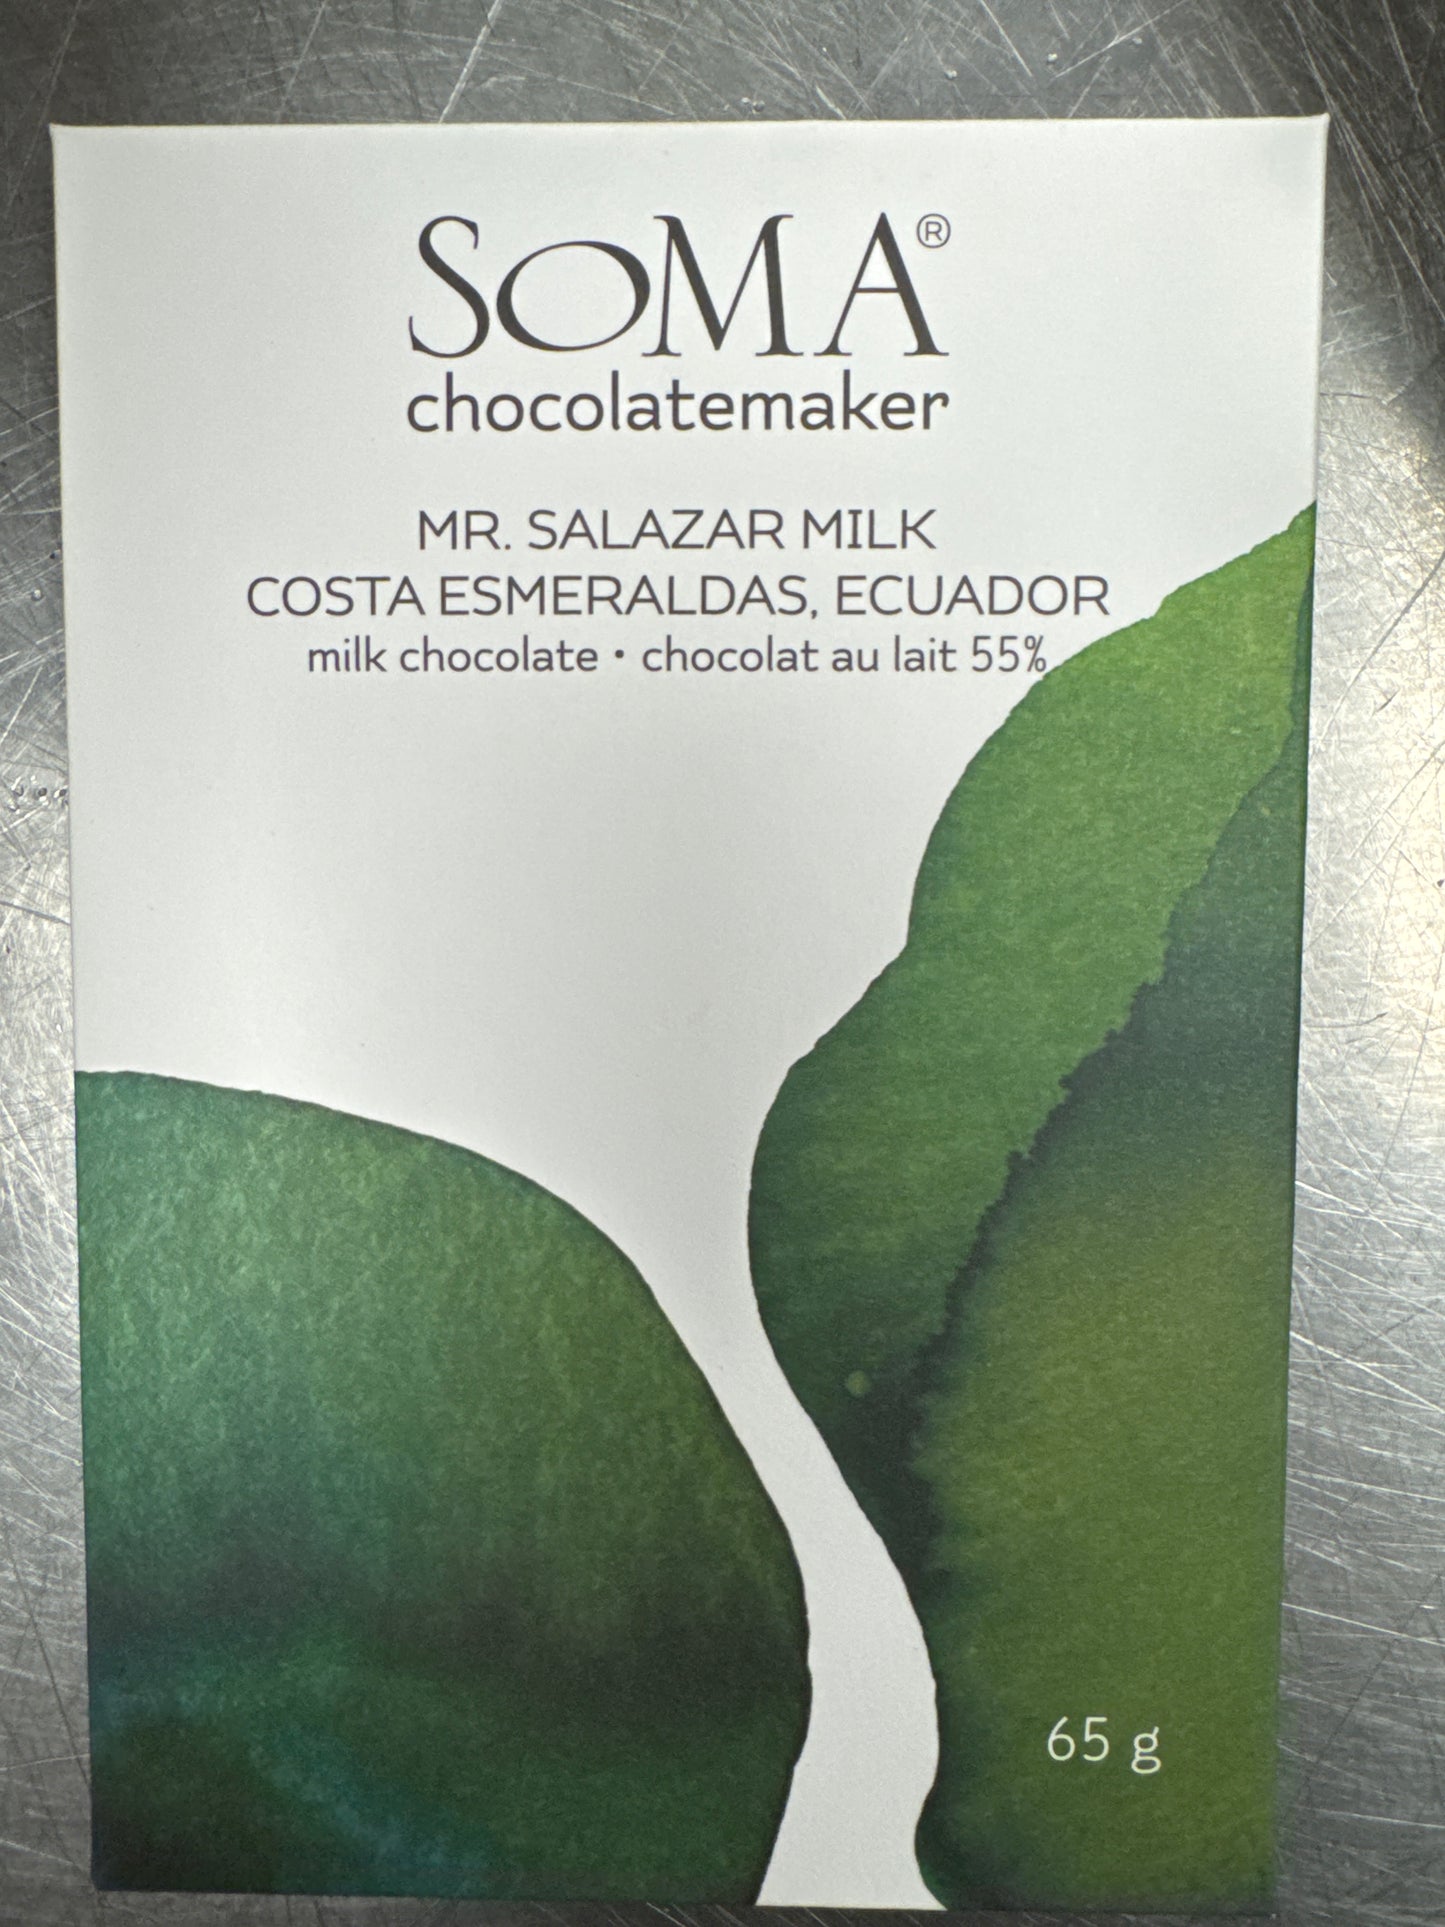 SOMA®
chocolatemaker
MR. SALAZAR MILK
COSTA ESMERALDAS, ECUADOR
milk chocolate • chocolat au lait 55%
65 g